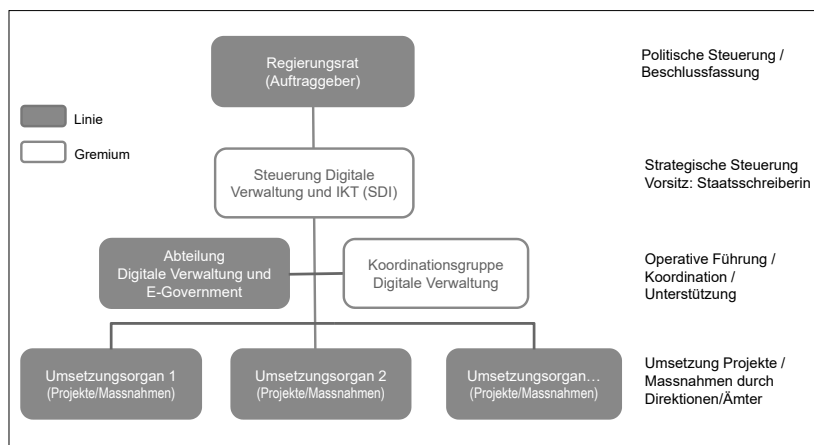 Regierungsrat
(Auftraggeber)
Politische Steuerung /
Beschlussfassung
Linie
Gremium
Steuerung Digitale
Verwaltung und IKT (SDI)
Strategische Steuerung
Vorsitz: Staatsschreiberin
Abteilung
Digitale Verwaltung und
E-Government
Koordinationsgruppe
Digitale Verwaltung
Operative Führung /
Koordination /
Unterstützung
Umsetzungsorgan 1
(Projekte/Massnahmen)
Umsetzungsorgan 2
(Projekte/Massnahmen)
Umsetzungsorgan…
(Projekte/Massnahmen)
Umsetzung Projekte /
Massnahmen durch
Direktionen/Ämter